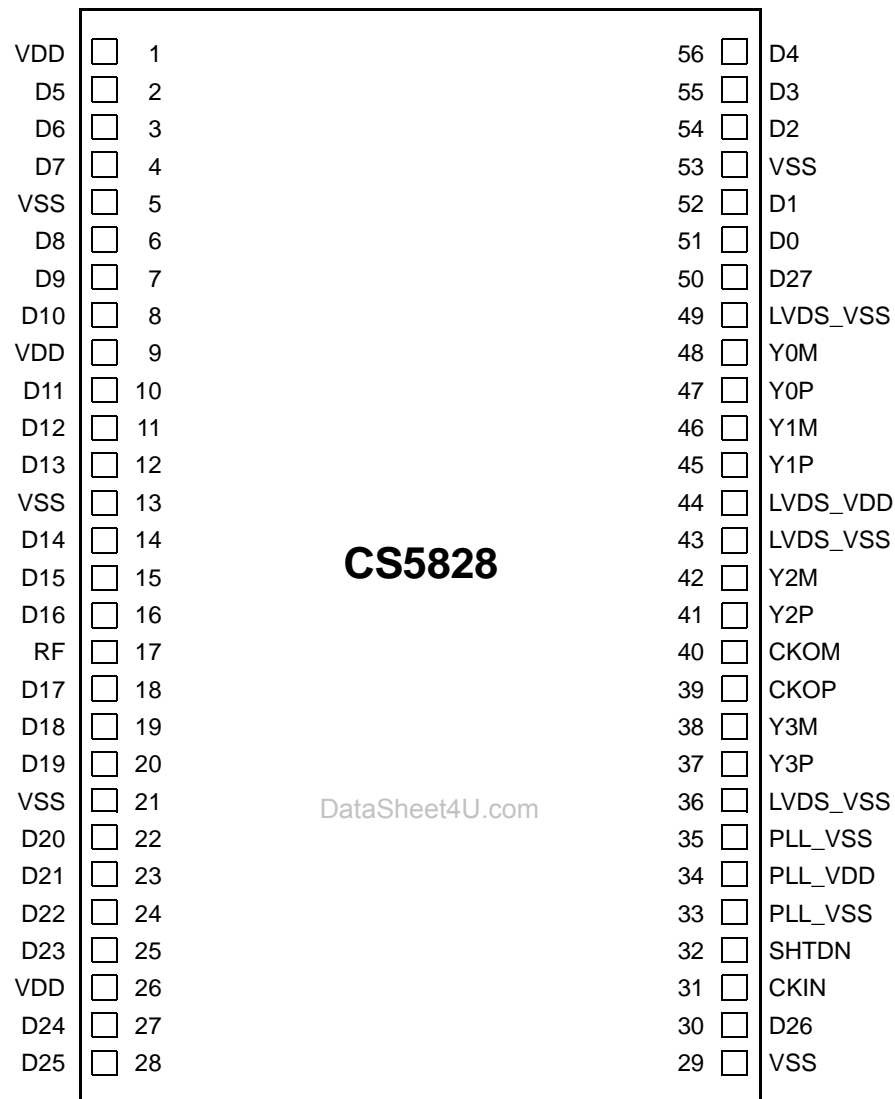 VDD 1 56 D4
D5 2 55 D3
D6 3 54 D2
D7 4 53 VSS
VSS 5 52 D1
D8 6 51 D0
D9 7 50 D27
D10 8 49 LVDS_VSS
VDD 9 48 Y0M
D11 10 47 Y0P
D12 11 46 Y1M
D13 12 45 Y1P
VSS 13 44 LVDS_VDD
D14 14 43 LVDS_VSS
CS5828
D15 15 42 Y2M
D16 16 41 Y2P
RF 17 40 CKOM
D17 18 39 CKOP
D18 19 38 Y3M
D19 20 37 Y3P
VSS 21 36 LVDS_VSS
DataSheet4U.com
D20 22 35 PLL_VSS
D21 23 34 PLL_VDD
D22 24 33 PLL_VSS
D23 25 32 SHTDN
VDD 26 31 CKIN
D24 27 30 D26
D25 28 29 VSS